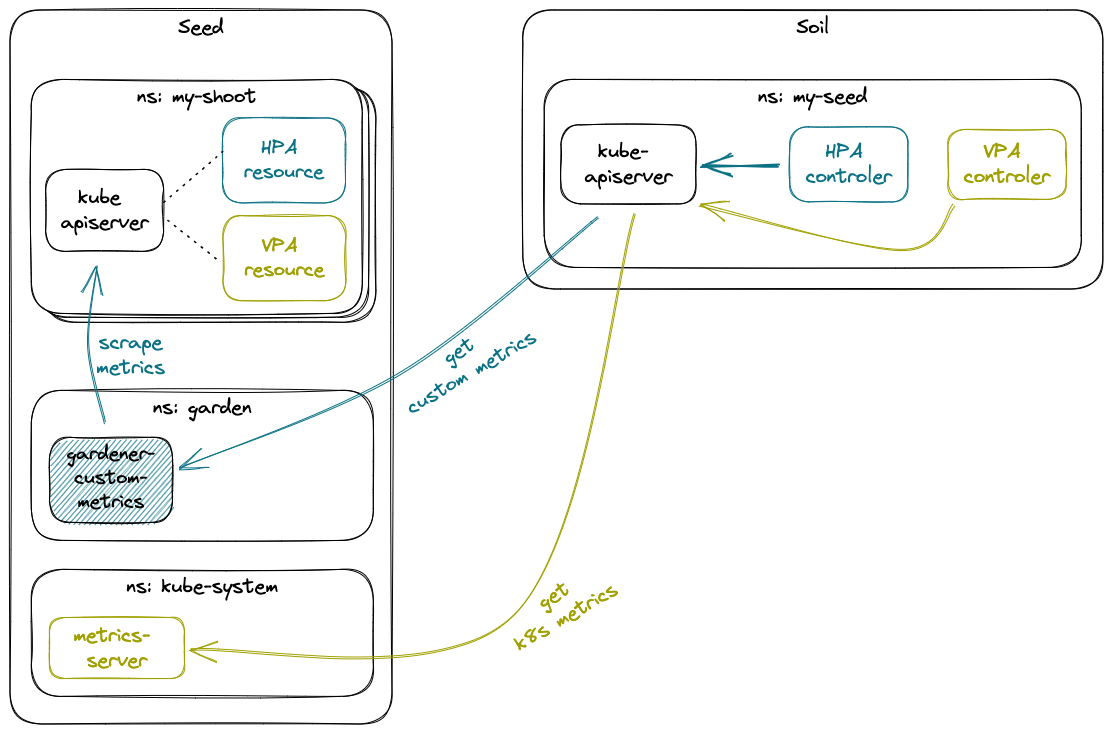 Seed
ns: my-shoot
HPA
resource
kube
apiserver
VPA
resource
scrape
metrics
ns: garden
gardener-
custom-
metrics
ns: kube-system
metrics-
server
Soil
ns: my-seed
kube-
apiserver
HPA
controler
VPA
controler
get
custom metrics
get
k8s metrics